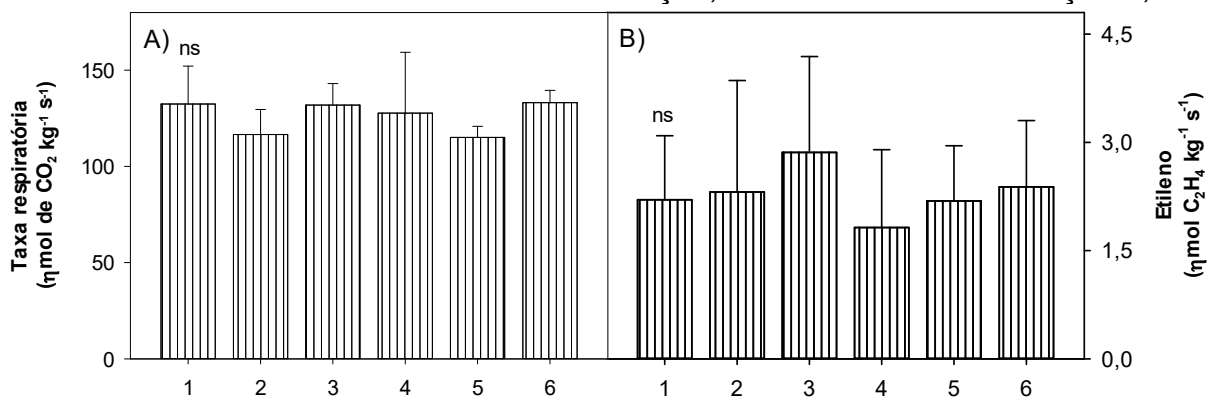 A)
ns
150
100
50
0
1 2 3 4 5 6
Taxa respiratória
(ηmol de CO₂ kg⁻¹ s⁻¹)
B)
ns
4,5
3,0
1,5
0,0
1 2 3 4 5 6
Etileno
(ηmol C₂H₄ kg⁻¹ s⁻¹)